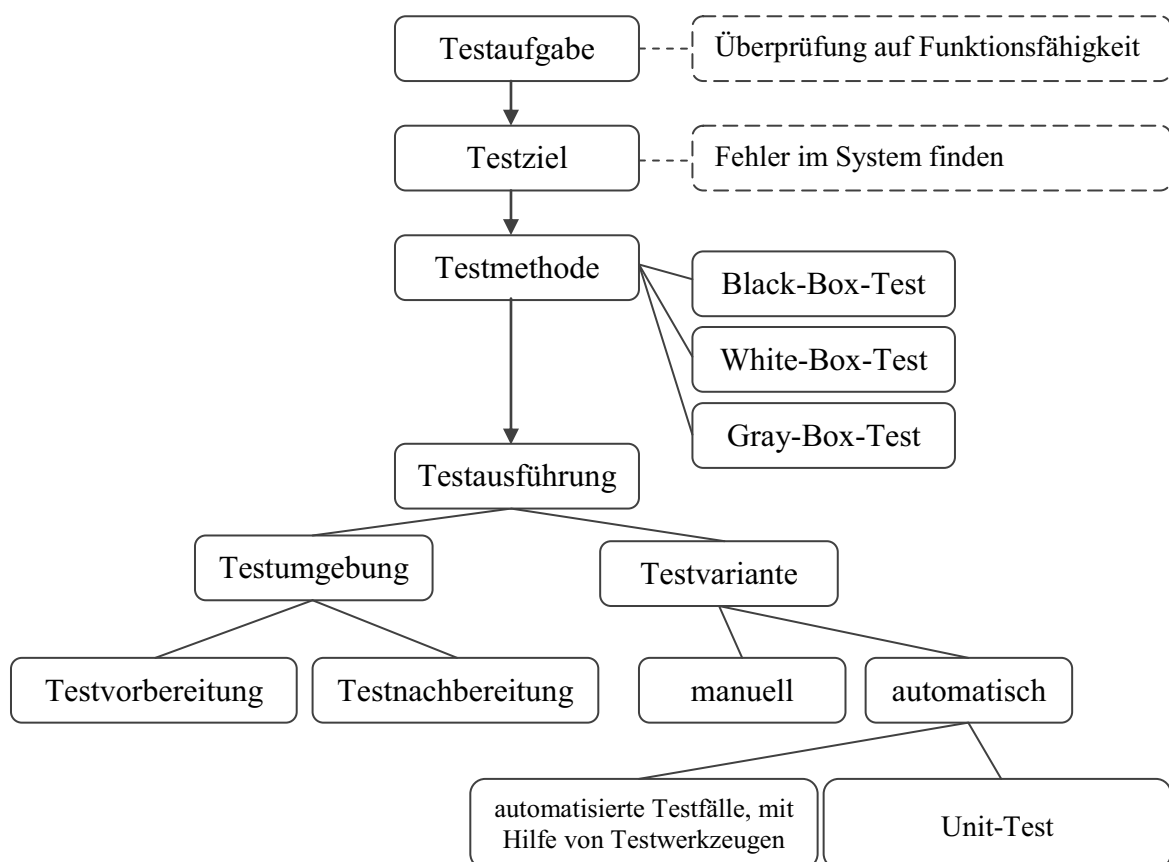 Testaufgabe
Überprüfung auf Funktionsfähigkeit
Testziel
Fehler im System finden
Testmethode
Black-Box-Test
White-Box-Test
Gray-Box-Test
Testausführung
Testumgebung
Testvariante
Testvorbereitung
Testnachbereitung
manuell
automatisch
automatisierte Testfälle, mit
Hilfe von Testwerkzeugen
Unit-Test